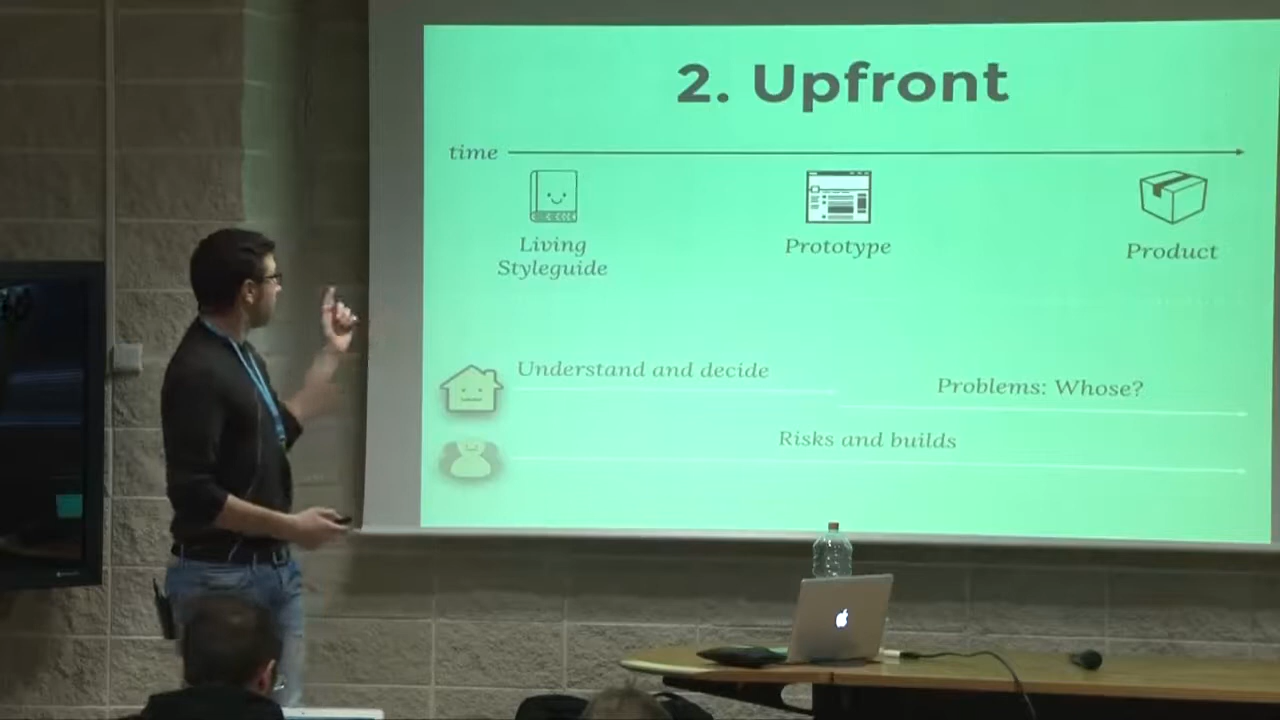 2. Upfront
time
Living
Styleguide
Prototype
Product
Understand and decide
Problems: Whose?
Risks and builds